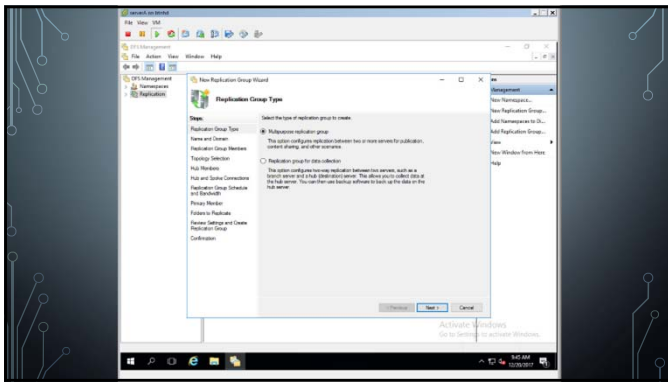 File View VM
DFS Management
File Action View Window Help
DFS Management
Namespaces
Replication
New Replication Group Wizard
Replication Group Type
Steps:
Replication Group Type
Name and Domain
Replication Group Members
Topology Selection
Hub Members
Hub and Spoke Connections
Replication Group Schedule
and Bandwidth
Primary Member
Folders to Replicate
Review Settings and Create
Replication Group
Confirmation
Select the type of replication group to create.
Multipurpose replication group
This option configures replication between two or more servers for publication,
content sharing, and other scenarios.
Replication group for data collection
This option configures two-way replication between two servers, such as a
branch server and a hub (destination) server. This allows you to collect data at
the hub server. You can then use backup software to back up the data on the
hub server.
< Previous Next > Cancel
Management
New Namespace...
New Replication Group...
Add Namespaces to Di...
Add Replication Group...
View
New Window from Here
Help
Activate Windows
Go to Settings to activate Windows.
9:45 AM
12/20/2017